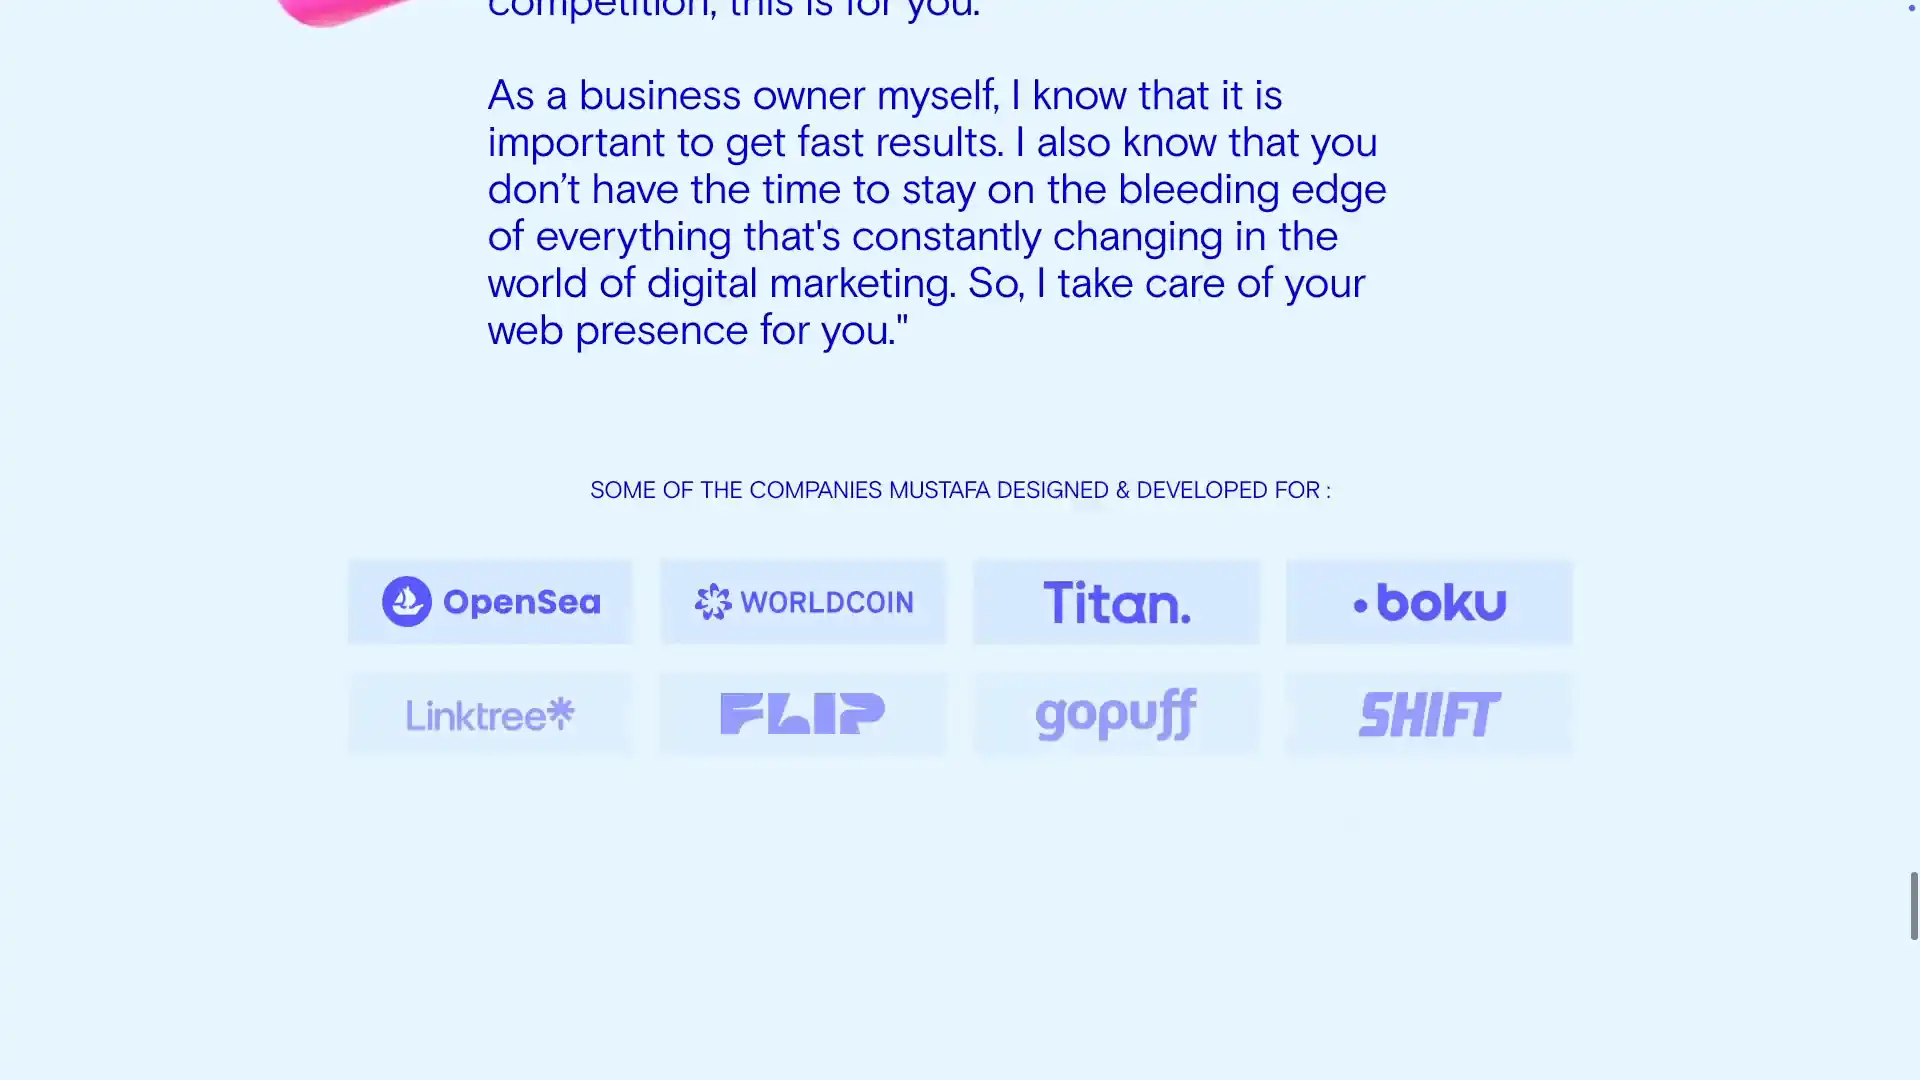 competition, this is for you.
As a business owner myself, I know that it is
important to get fast results. I also know that you
don’t have the time to stay on the bleeding edge
of everything that's constantly changing in the
world of digital marketing. So, I take care of your
web presence for you."
SOME OF THE COMPANIES MUSTAFA DESIGNED & DEVELOPED FOR :
OpenSea
WORLDCOIN
Titan.
boku
Linktree
FLIP
gopuff
SHIFT